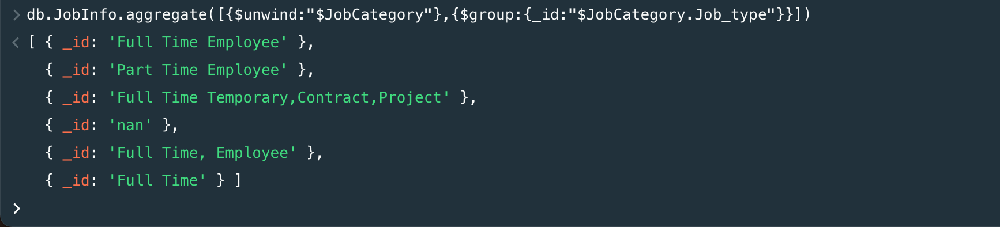 > db.JobInfo.aggregate([{$unwind:"$JobCategory"},{$group:{_id:"$JobCategory.Job_type"}}])
< [ { _id: 'Full Time Employee' },
{ _id: 'Part Time Employee' },
{ _id: 'Full Time Temporary,Contract,Project' },
{ _id: 'nan' },
{ _id: 'Full Time, Employee' },
{ _id: 'Full Time' } ]
>